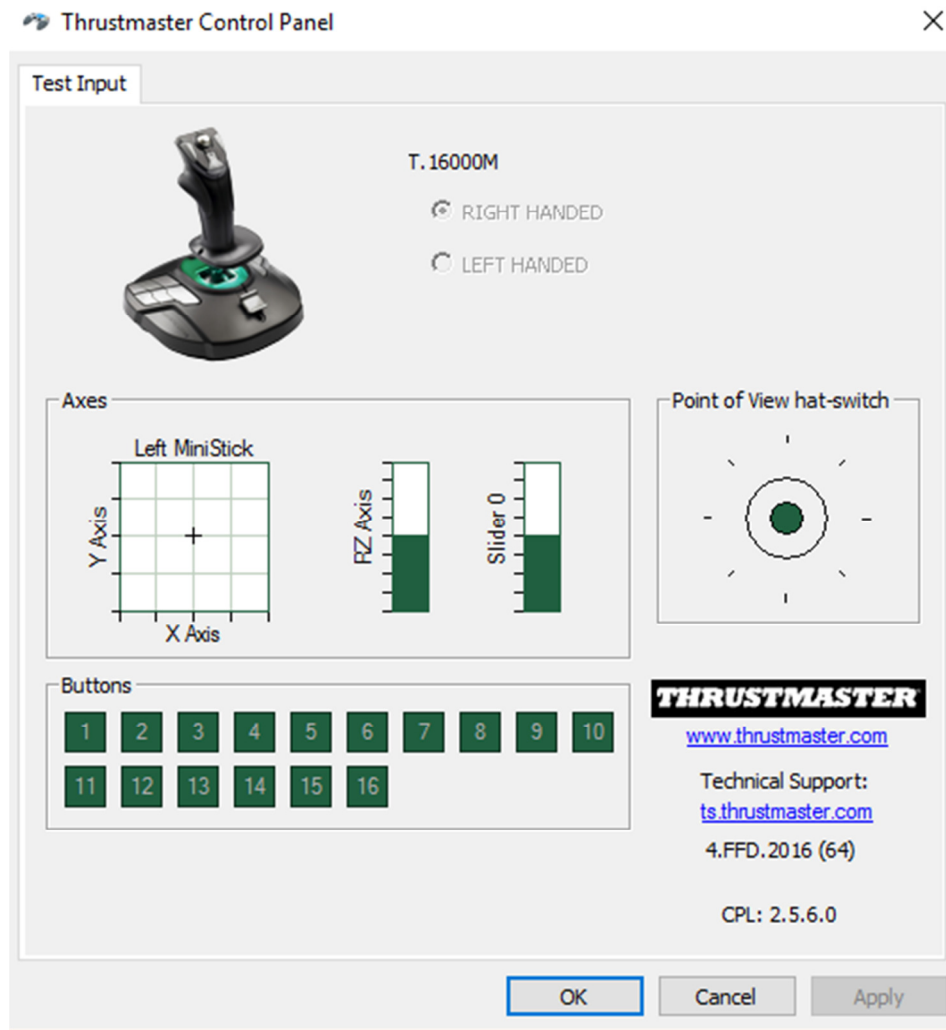 Thrustmaster Control Panel
Test Input
T.16000M
RIGHT HANDED
LEFT HANDED
Axes
Left MiniStick
Y Axis
X Axis
RZ Axis
Slider 0
Point of View hat-switch
Buttons
1 2 3 4 5 6 7 8 9 10
11 12 13 14 15 16
THRUSTMASTER
www.thrustmaster.com
Technical Support:
ts.thrustmaster.com
4.FFD.2016 (64)
CPL: 2.5.6.0
OK Cancel Apply